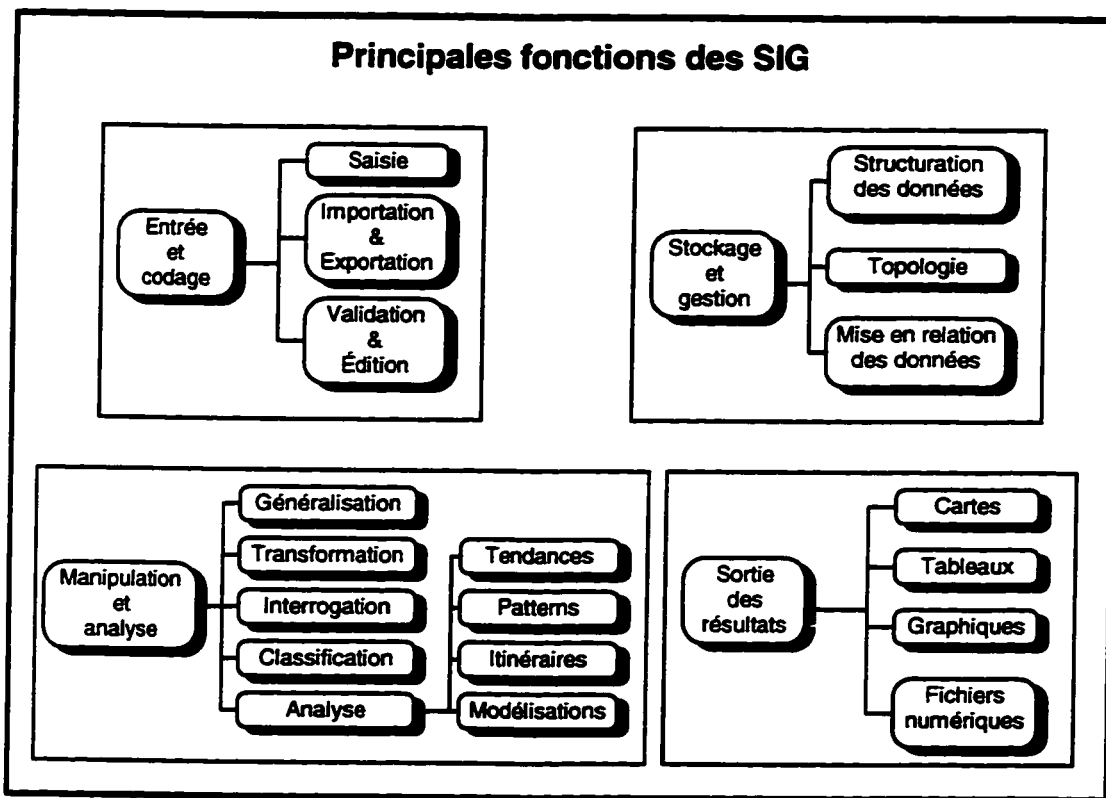 Principales fonctions des SIG
Entrée
et
codage
Saisie
Importation
&
Exportation
Validation
&
Édition
Stockage
et
gestion
Structuration
des données
Topologie
Mise en relation
des données
Manipulation
et
analyse
Généralisation
Transformation
Interrogation
Classification
Analyse
Tendances
Patterns
Itinéraires
Modélisations
Sortie
des
résultats
Cartes
Tableaux
Graphiques
Fichiers
numériques